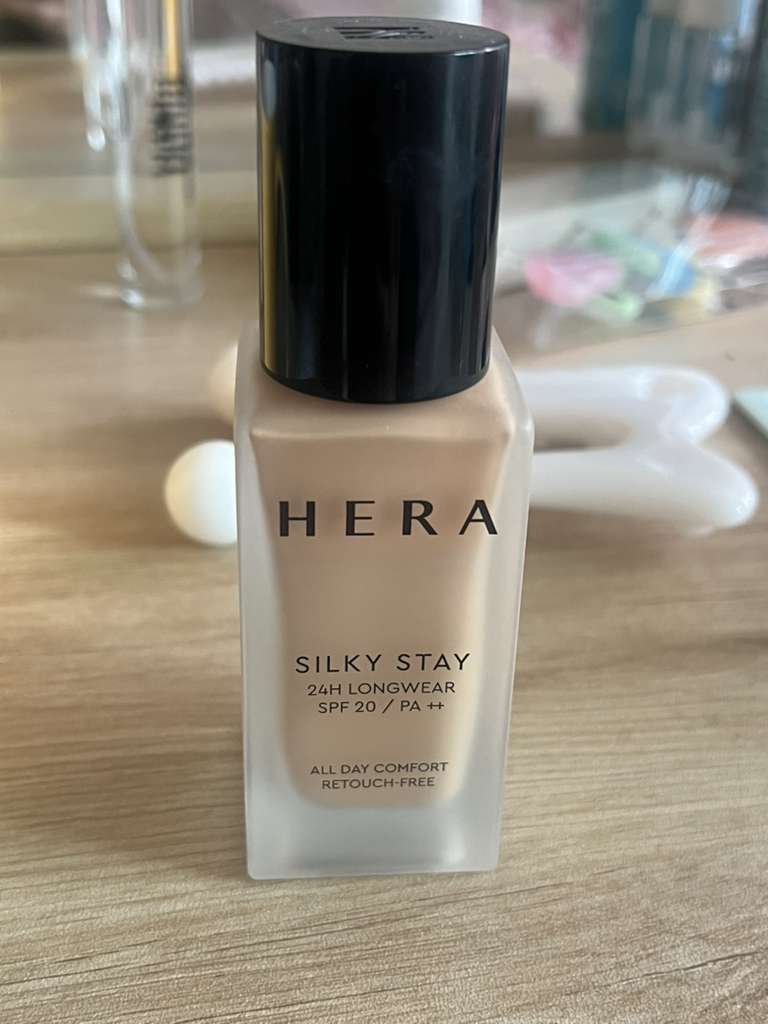 HERA
SILKY STAY
24H LONGWEAR
SPF 20 / PA ++
ALL DAY COMFORT
RETOUCH-FREE